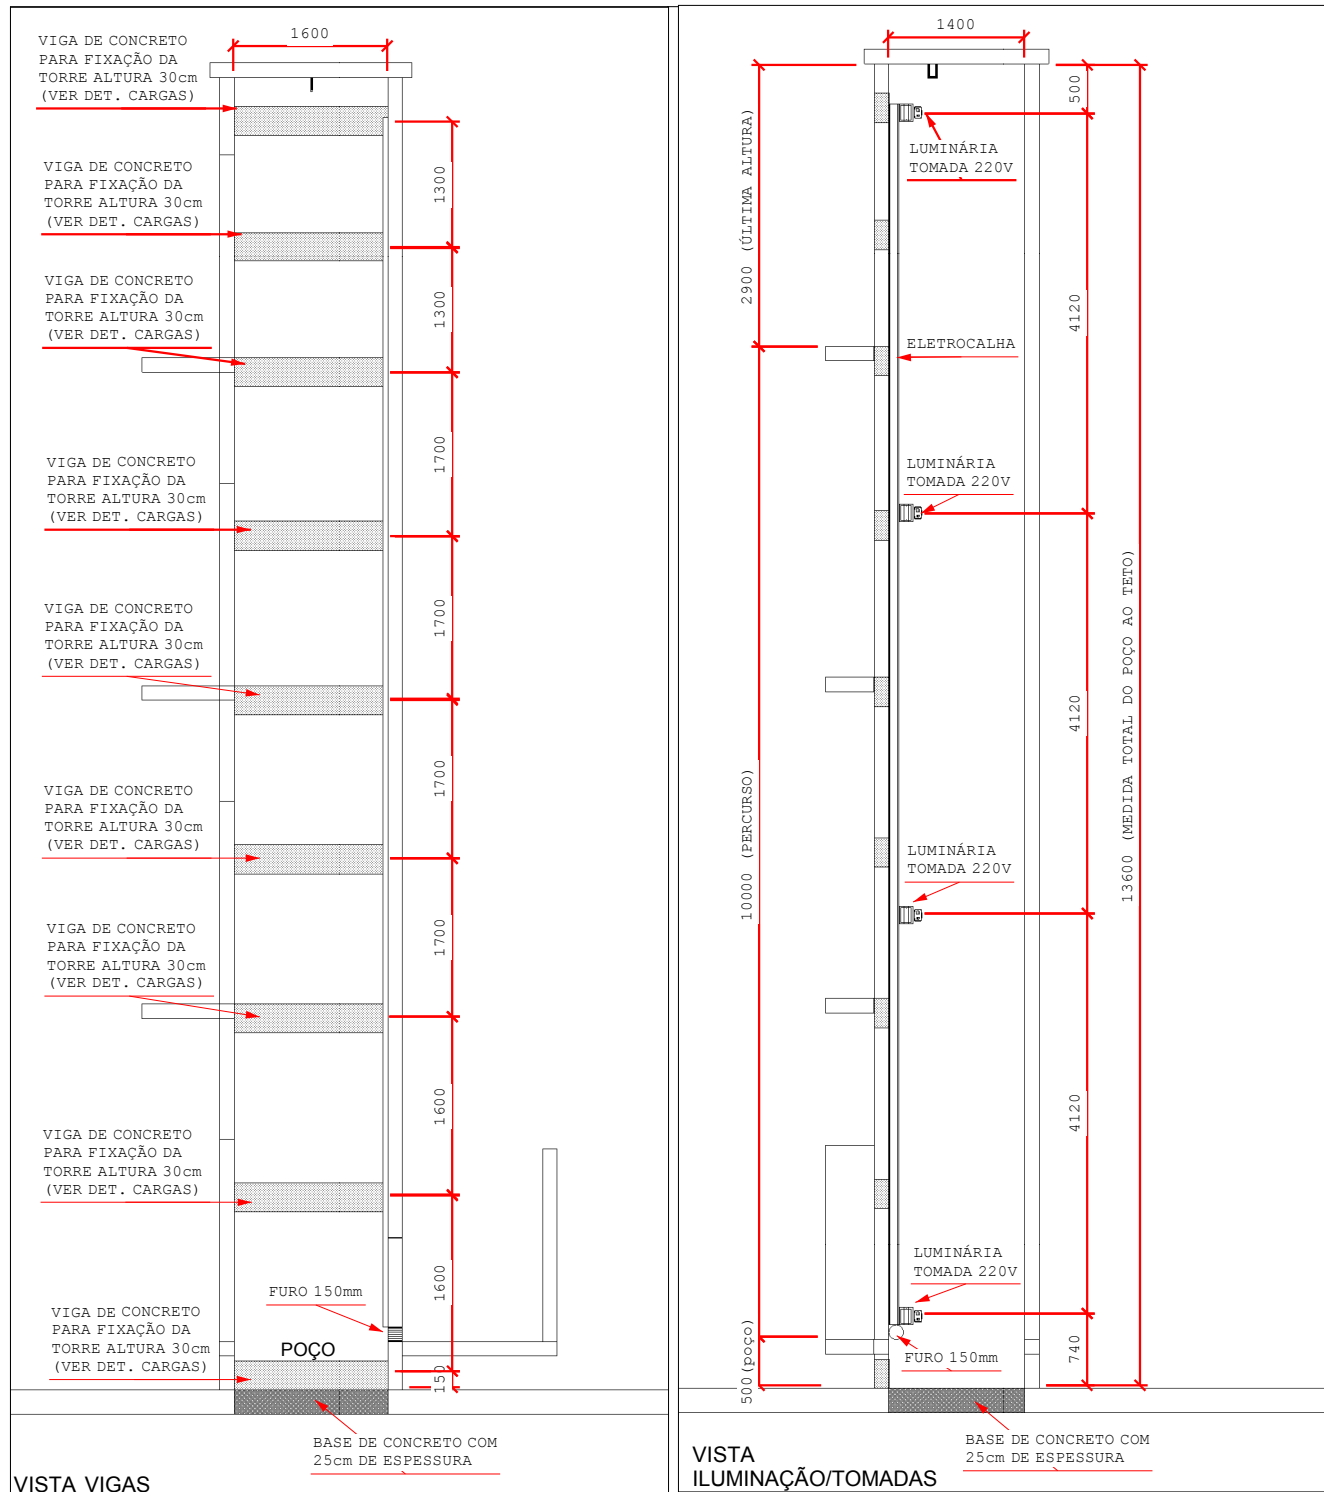 1600
VIGA DE CONCRETO
PARA FIXAÇÃO DA
TORRE ALTURA 30cm
(VER DET. CARGAS)
VIGA DE CONCRETO
PARA FIXAÇÃO DA
TORRE ALTURA 30cm
(VER DET. CARGAS)
1300
VIGA DE CONCRETO
PARA FIXAÇÃO DA
TORRE ALTURA 30cm
(VER DET. CARGAS)
1300
VIGA DE CONCRETO
PARA FIXAÇÃO DA
TORRE ALTURA 30cm
(VER DET. CARGAS)
1700
VIGA DE CONCRETO
PARA FIXAÇÃO DA
TORRE ALTURA 30cm
(VER DET. CARGAS)
1700
VIGA DE CONCRETO
PARA FIXAÇÃO DA
TORRE ALTURA 30cm
(VER DET. CARGAS)
1700
VIGA DE CONCRETO
PARA FIXAÇÃO DA
TORRE ALTURA 30cm
(VER DET. CARGAS)
1700
VIGA DE CONCRETO
PARA FIXAÇÃO DA
TORRE ALTURA 30cm
(VER DET. CARGAS)
1600
FURO 150mm
1600
VIGA DE CONCRETO
PARA FIXAÇÃO DA
TORRE ALTURA 30cm
(VER DET. CARGAS)
POÇO
150
BASE DE CONCRETO COM
25cm DE ESPESSURA
VISTA VIGAS
1400
500
LUMINÁRIA
TOMADA 220V
2900 (ÚLTIMA ALTURA)
4120
ELETROCALHA
LUMINÁRIA
TOMADA 220V
13600 (MEDIDA TOTAL DO POÇO AO TETO)
4120
10000 (PERCURSO)
LUMINÁRIA
TOMADA 220V
4120
LUMINÁRIA
TOMADA 220V
740
FURO 150mm
500(poço)
BASE DE CONCRETO COM
25cm DE ESPESSURA
VISTA
ILUMINAÇÃO/TOMADAS